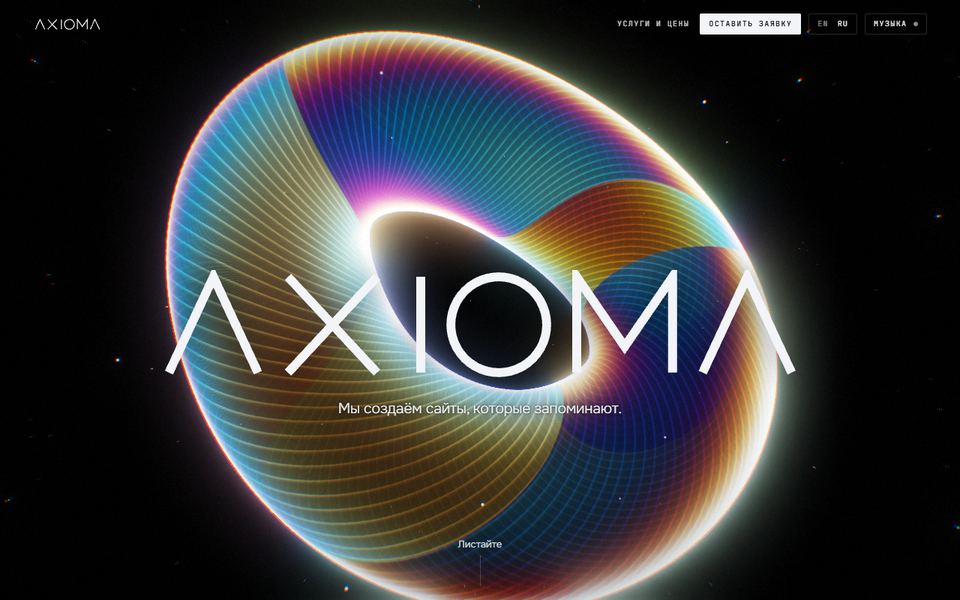 AXIOMA
УСЛУГИ И ЦЕНЫ
ОСТАВИТЬ ЗАЯВКУ
EN RU
МУЗЫКА
AXIOMA
Мы создаём сайты, которые запоминают.
Листайте